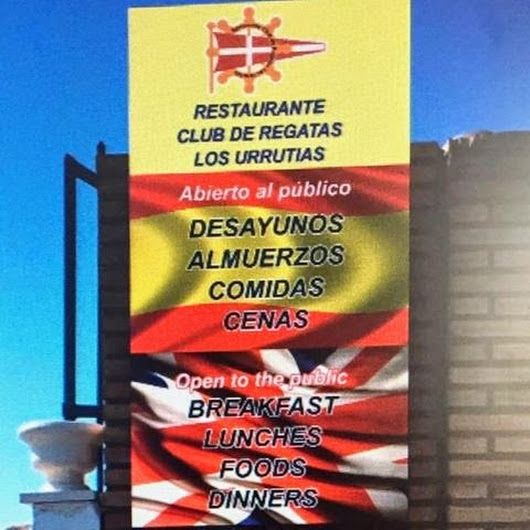 RESTAURANTE
CLUB DE REGATAS
LOS URRUTIAS
Abierto al público
DESAYUNOS
ALMUERZOS
COMIDAS
CENAS
Open to the public
BREAKFAST
LUNCHES
FOODS
DINNERS